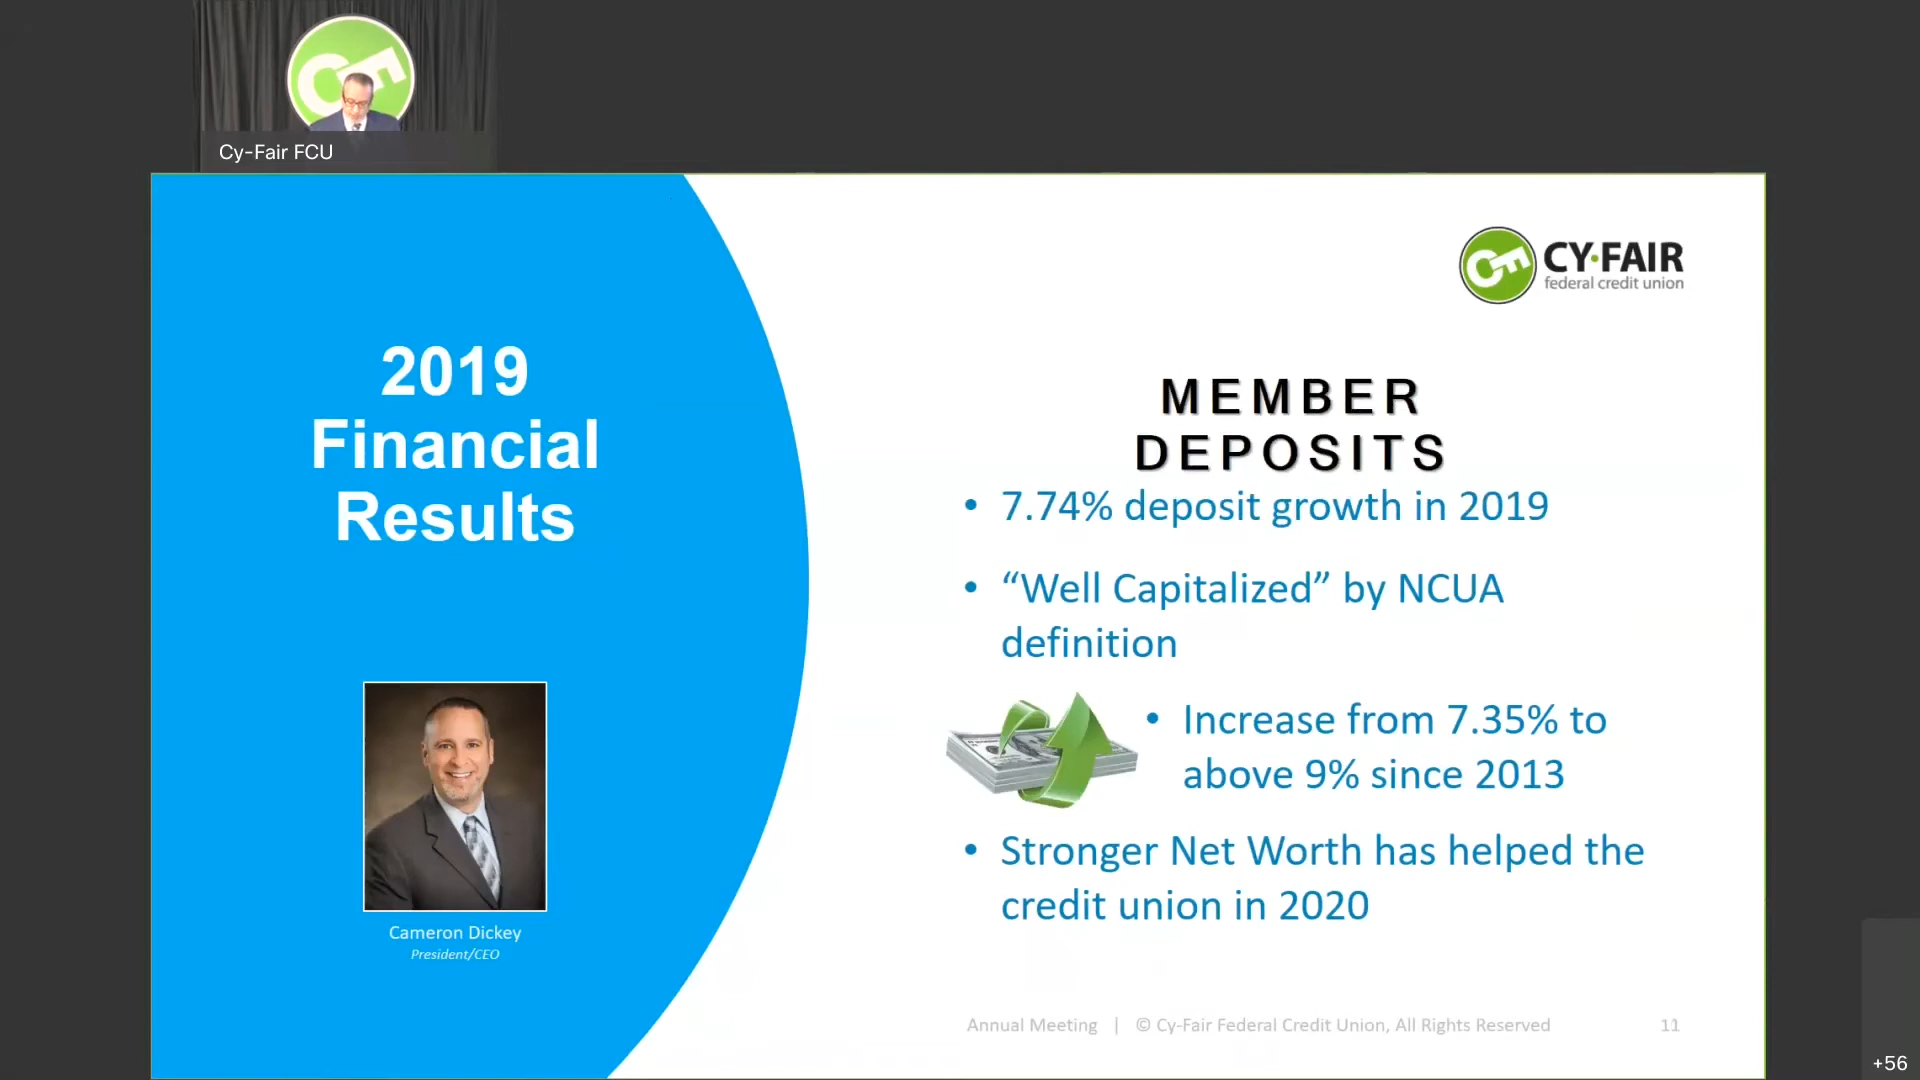 CF
Cy-Fair FCU
CF
CY·FAIR
federal credit union
2019
Financial
Results
MEMBER
DEPOSITS
• 7.74% deposit growth in 2019
• “Well Capitalized” by NCUA
definition
• Increase from 7.35% to
above 9% since 2013
• Stronger Net Worth has helped the
credit union in 2020
Cameron Dickey
President/CEO
Annual Meeting | © Cy-Fair Federal Credit Union, All Rights Reserved 11
+56